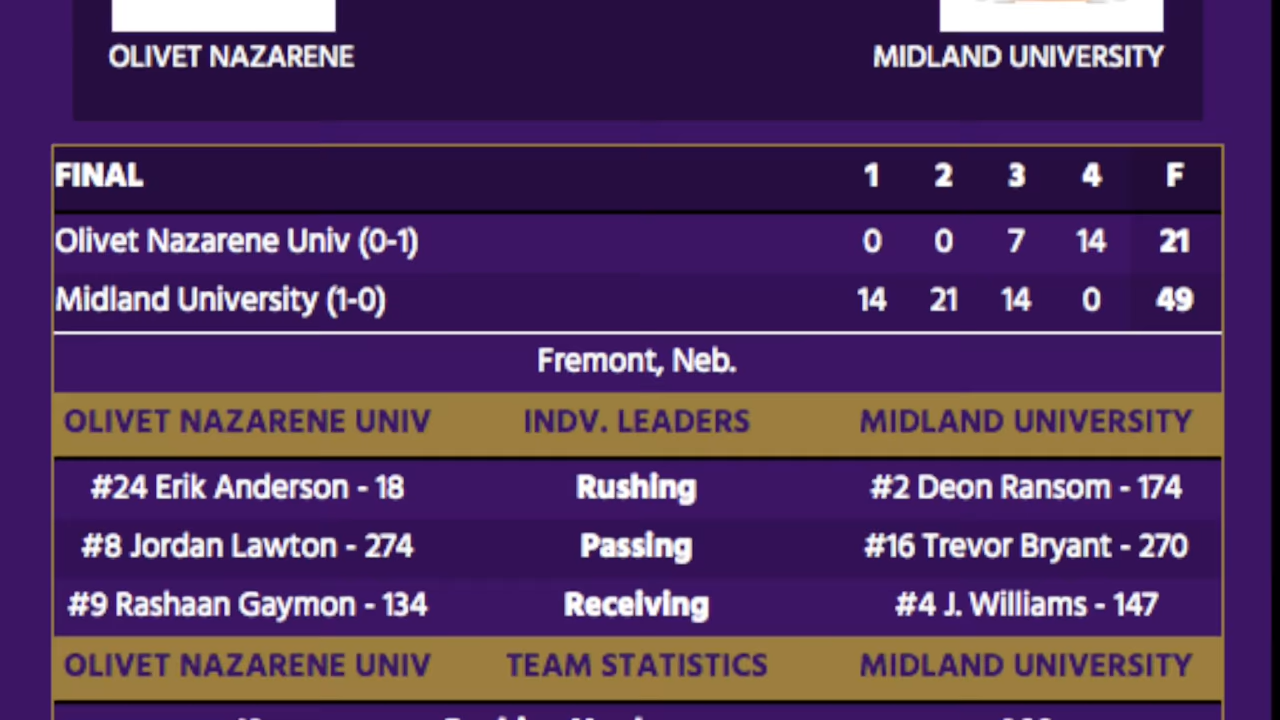 OLIVET NAZARENE MIDLAND UNIVERSITY
FINAL 1 2 3 4 F
Olivet Nazarene Univ (0-1) 0 0 7 14 21
Midland University (1-0) 14 21 14 0 49
Fremont, Neb.
OLIVET NAZARENE UNIV INDV. LEADERS MIDLAND UNIVERSITY
#24 Erik Anderson - 18 Rushing #2 Deon Ransom - 174
#8 Jordan Lawton - 274 Passing #16 Trevor Bryant - 270
#9 Rashaan Gaymon - 134 Receiving #4 J. Williams - 147
OLIVET NAZARENE UNIV TEAM STATISTICS MIDLAND UNIVERSITY